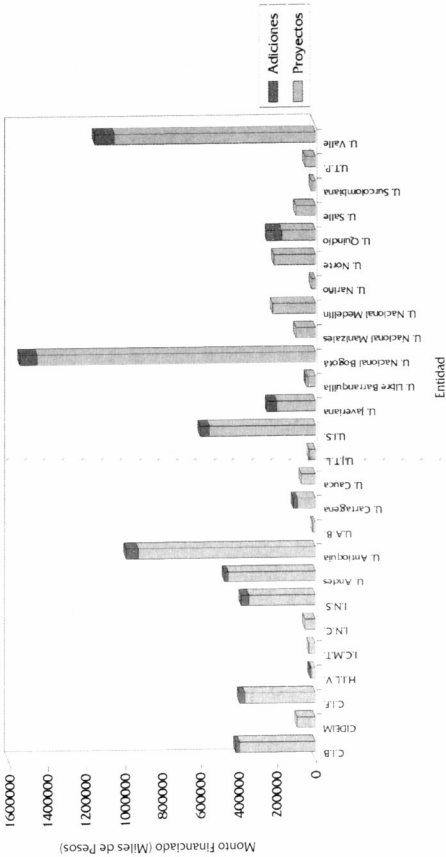 Monto Financiado (Miles de Pesos)
1600000
1400000
1200000
1000000
800000
600000
400000
200000
0
C.I.B
CIDEIM
C.I.F.
H.I.L.V.
I.C.M.T.
I.N.C.
I.N.S.
U. Andes
U. Antioquia
U.A.B.
U. Cartagena
U. Cauca
U.J.T.L.
U.I.S.
U. Javeriana
U. Libre Barranquilla
U. Nacional Bogotá
U. Nacional Manizales
U. Nacional Medellín
U. Nariño
U. Norte
U. Quindio
U. Salle
U. Surcolombiana
U.T.P.
U. Valle
Entidad
Adiciones
Proyectos